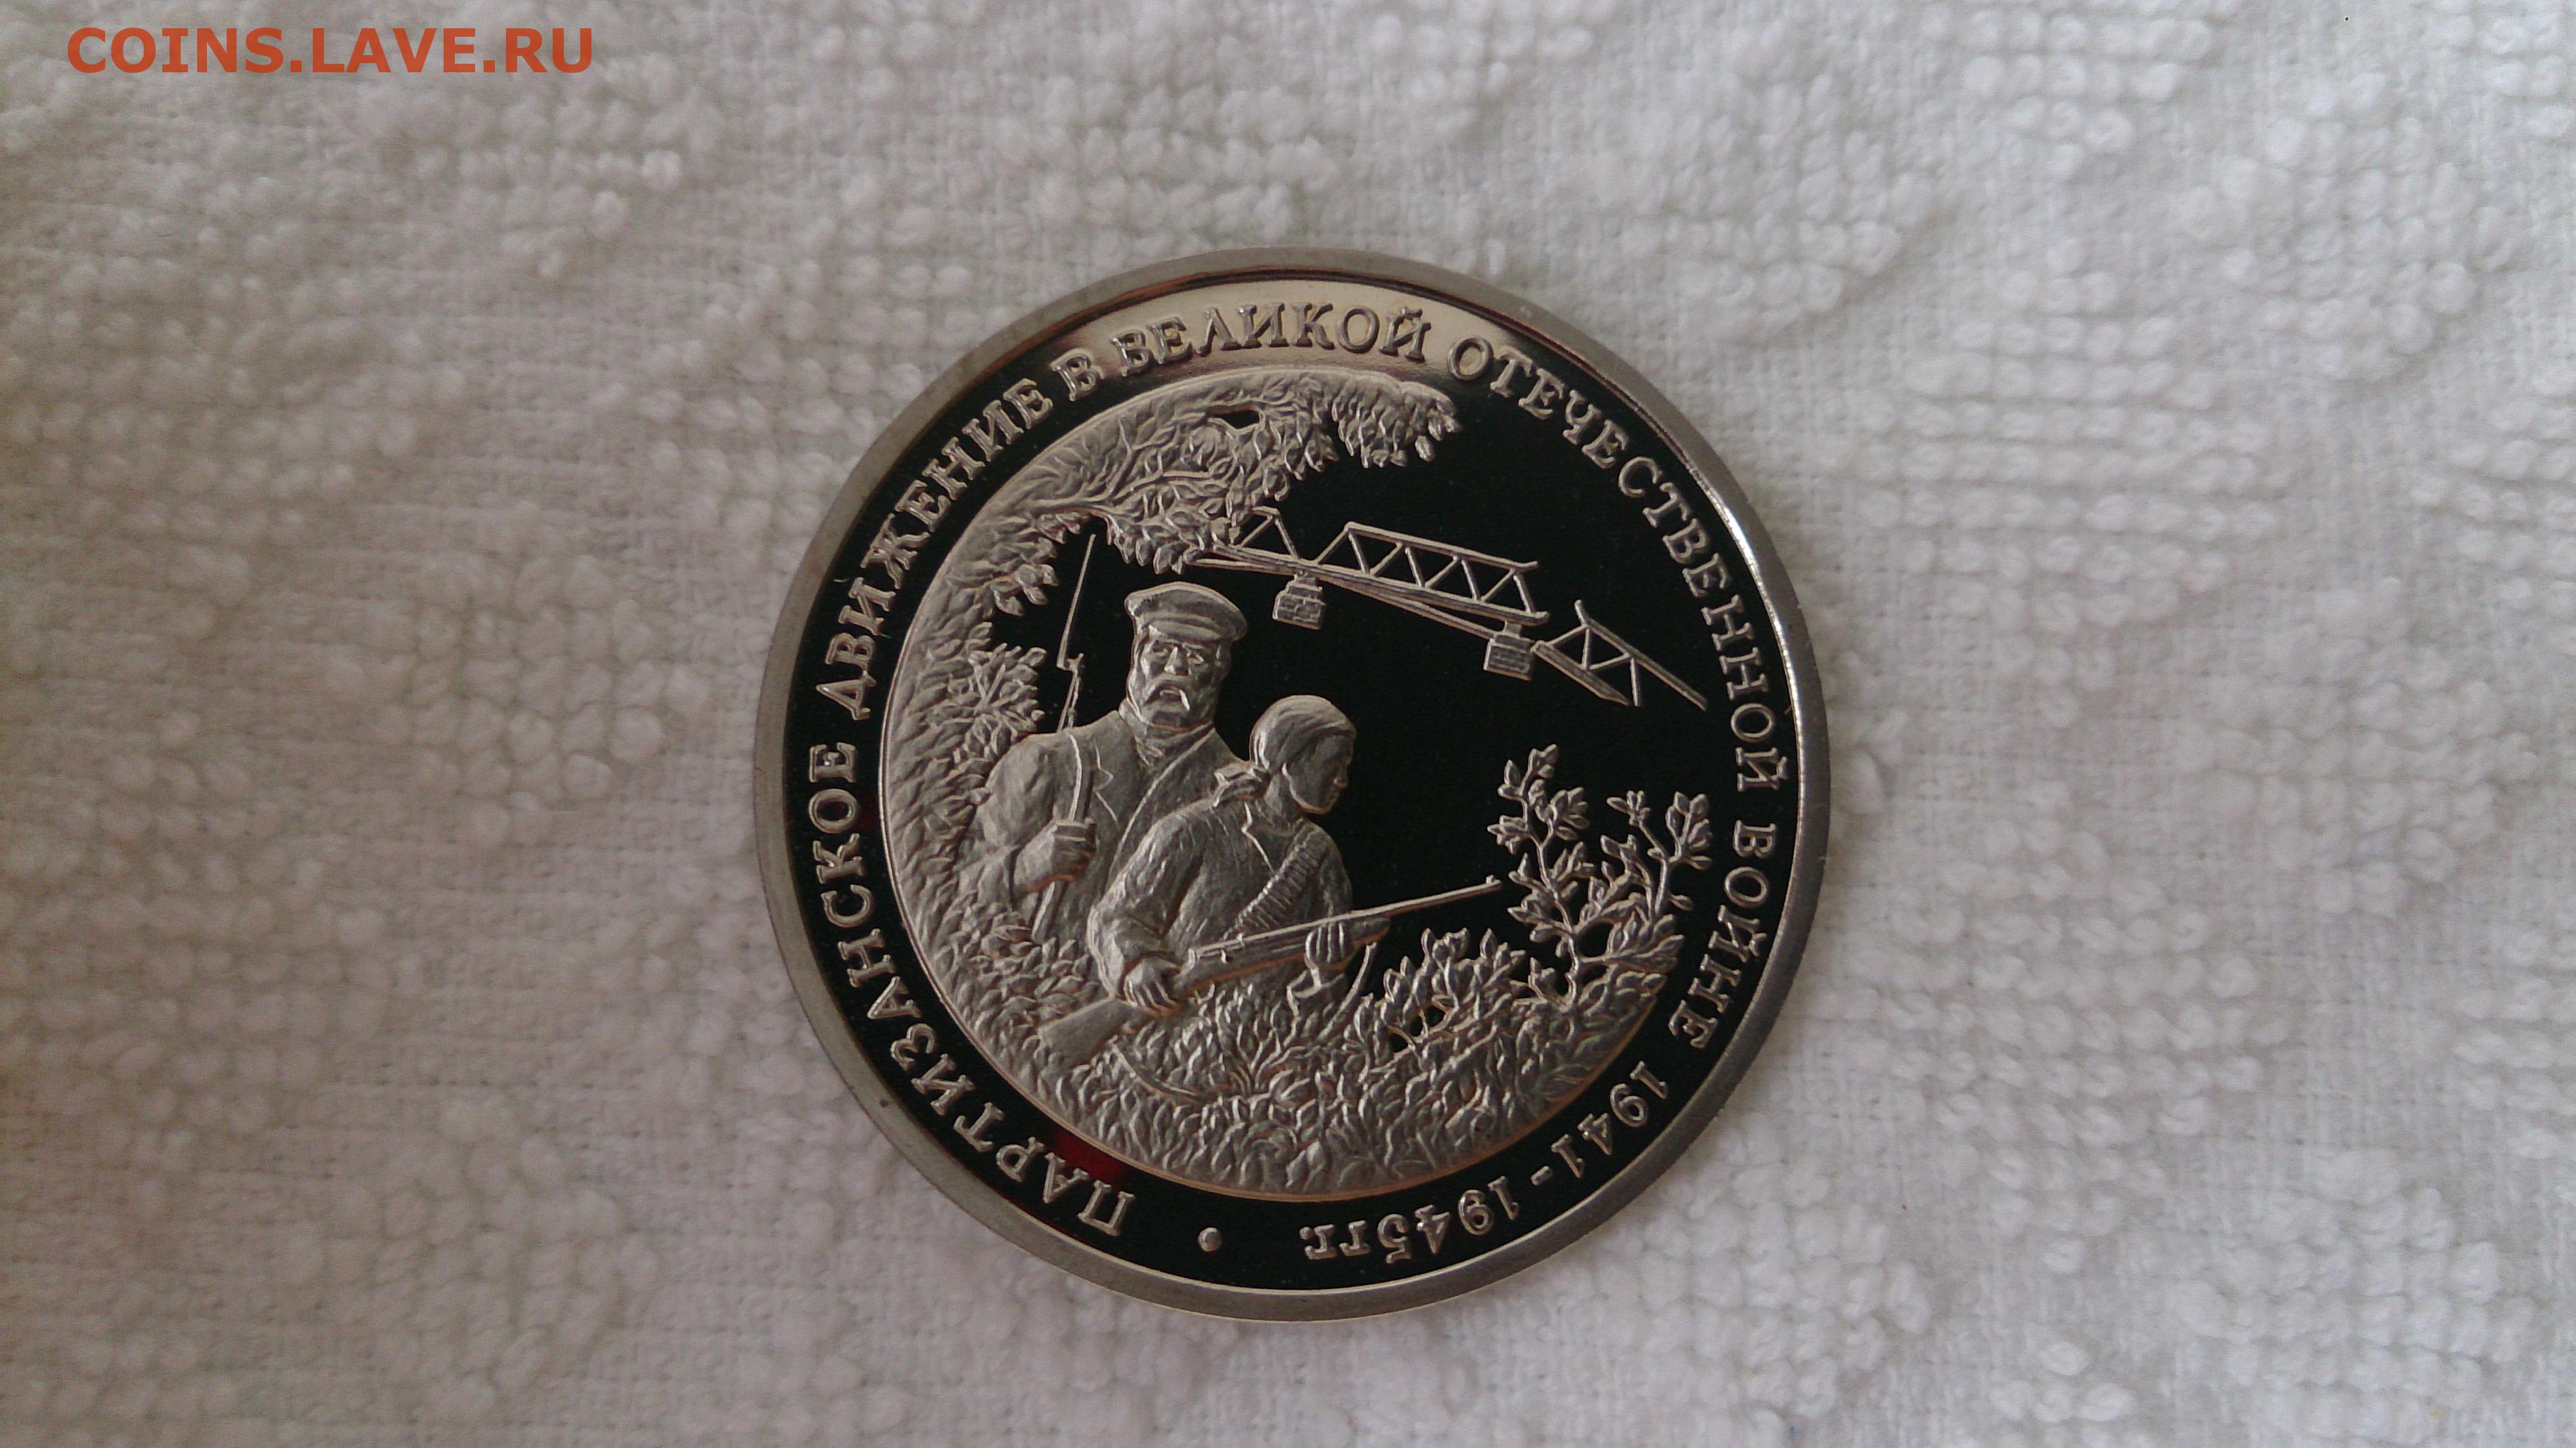 COINS.LAVE.RU
ПАРТИЗАНСКОЕ ДВИЖЕНИЕ В ВЕЛИКОЙ ОТЕЧЕСТВЕННОЙ ВОЙНЕ 1941-1945гг.